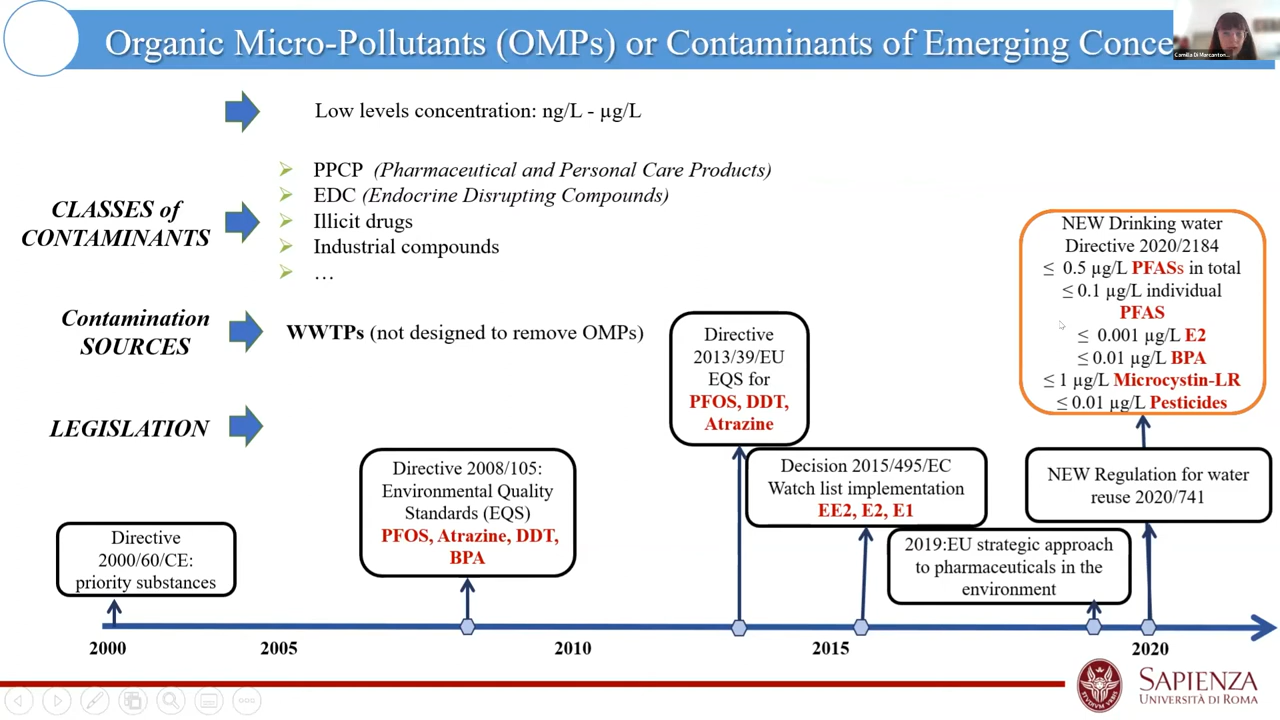 Organic Micro-Pollutants (OMPs) or Contaminants of Emerging Conce
Low levels concentration: ng/L - µg/L
CLASSES of
CONTAMINANTS
PPCP (Pharmaceutical and Personal Care Products)
EDC (Endocrine Disrupting Compounds)
Illicit drugs
Industrial compounds
…
Contamination
SOURCES
WWTPs (not designed to remove OMPs)
LEGISLATION
Directive
2000/60/CE:
priority substances
Directive 2008/105:
Environmental Quality
Standards (EQS)
PFOS, Atrazine, DDT,
BPA
Directive
2013/39/EU
EQS for
PFOS, DDT,
Atrazine
Decision 2015/495/EC
Watch list implementation
EE2, E2, E1
2019:EU strategic approach
to pharmaceuticals in the
environment
NEW Regulation for water
reuse 2020/741
NEW Drinking water
Directive 2020/2184
≤ 0.5 µg/L PFASs in total
≤ 0.1 µg/L individual
PFAS
≤ 0.001 µg/L E2
≤ 0.01 µg/L BPA
≤ 1 µg/L Microcystin-LR
≤ 0.01 µg/L Pesticides
2000
2005
2010
2015
2020
SAPIENZA
UNIVERSITÀ DI ROMA